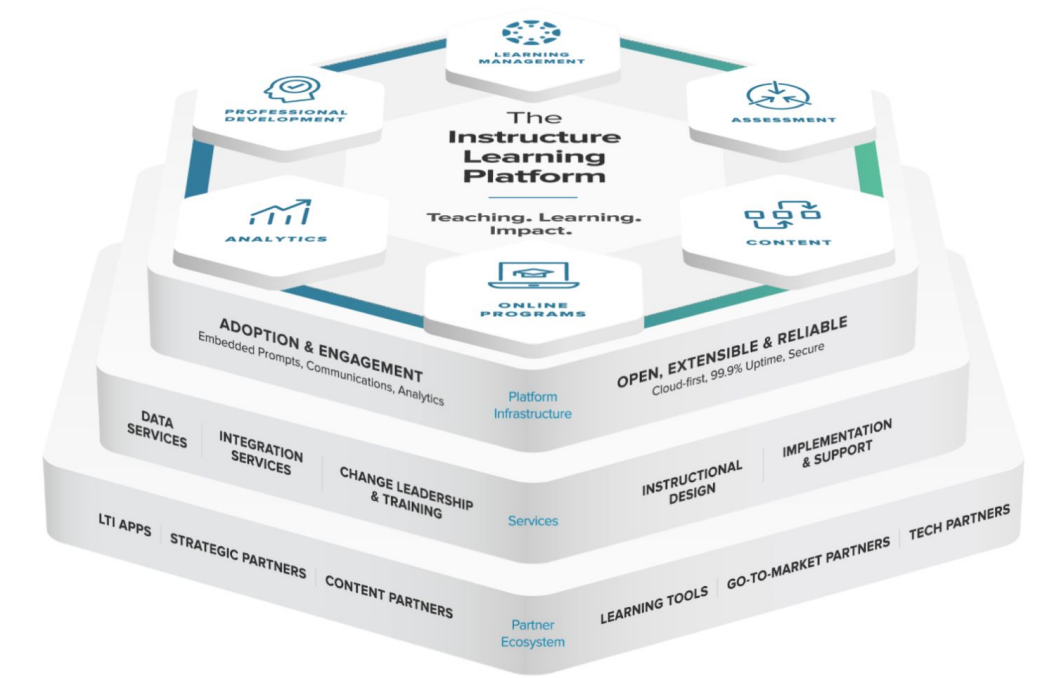 LEARNING
MANAGEMENT
PROFESSIONAL
DEVELOPMENT
ASSESSMENT
The
Instructure
Learning
Platform
Teaching. Learning.
Impact.
ANALYTICS
CONTENT
ONLINE
PROGRAMS
ADOPTION & ENGAGEMENT
Embedded Prompts, Communications, Analytics
Platform
Infrastructure
OPEN, EXTENSIBLE & RELIABLE
Cloud-first, 99.9% Uptime, Secure
DATA
SERVICES
INTEGRATION
SERVICES
CHANGE LEADERSHIP
& TRAINING
Services
INSTRUCTIONAL
DESIGN
IMPLEMENTATION
& SUPPORT
LTI APPS
STRATEGIC PARTNERS
CONTENT PARTNERS
Partner
Ecosystem
LEARNING TOOLS
GO-TO-MARKET PARTNERS
TECH PARTNERS